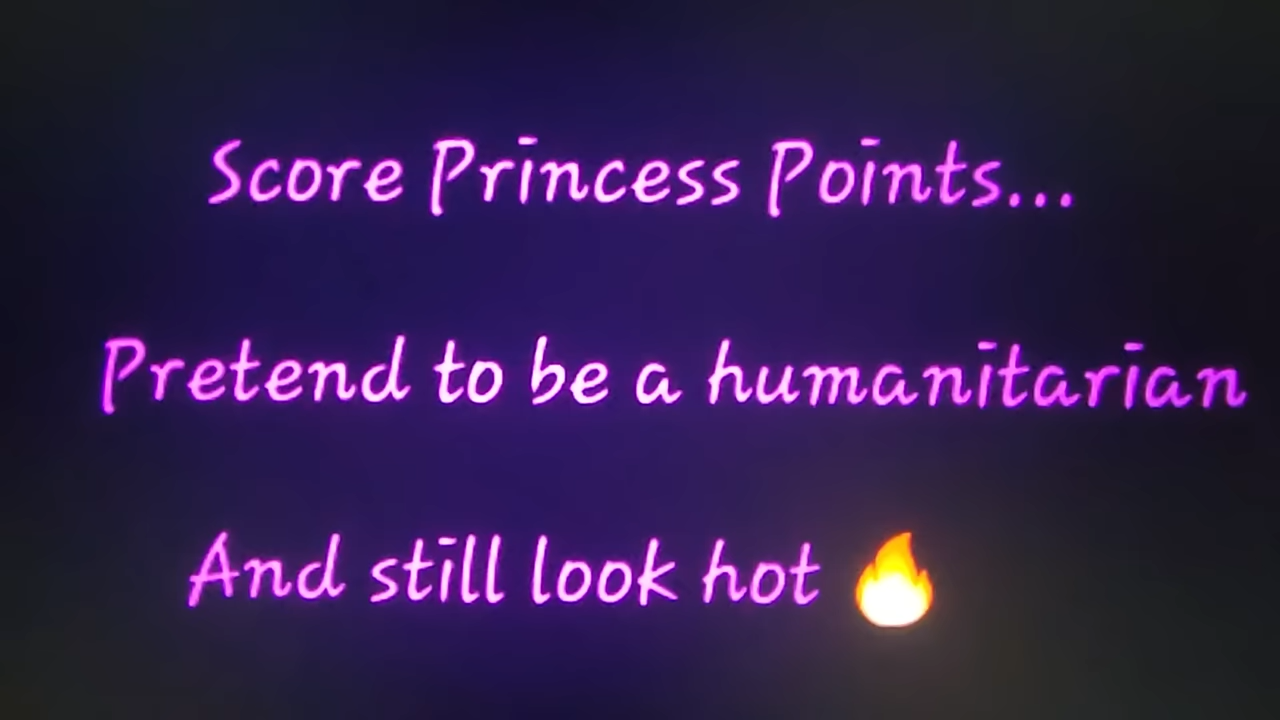 Score Princess Points...
Pretend to be a humanitarian
And still look hot 🔥